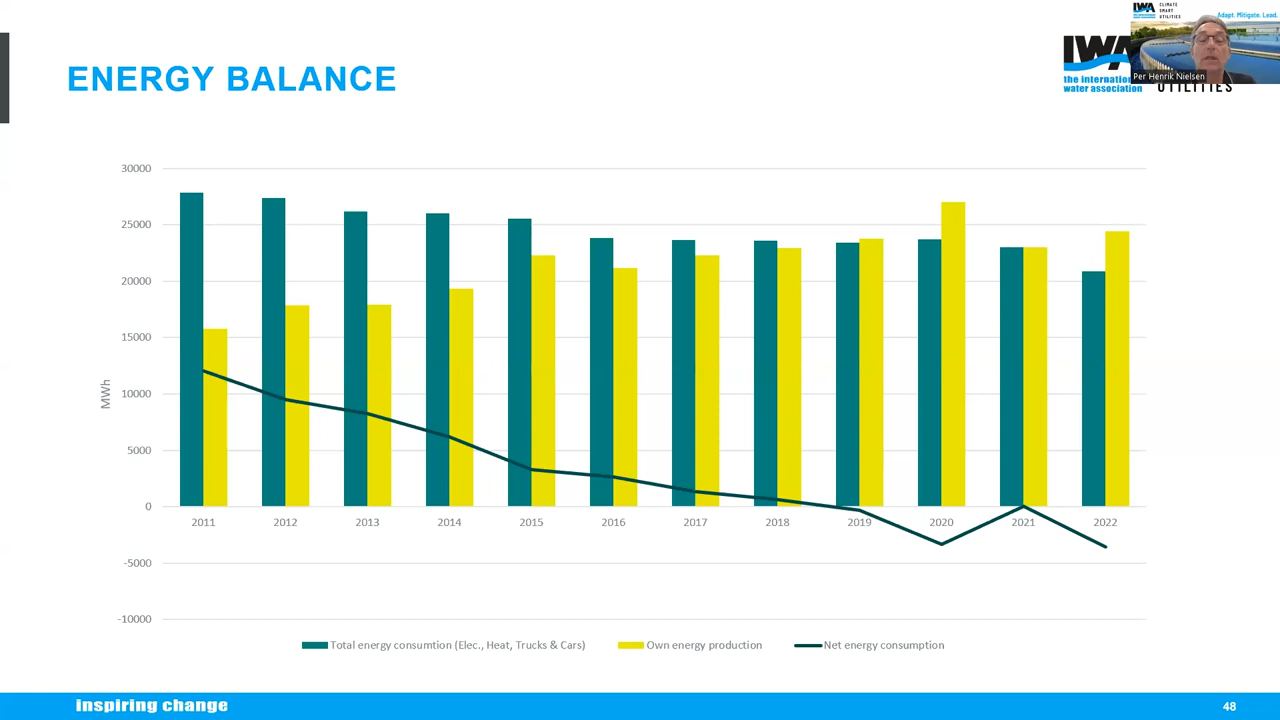 IWA
CLIMATE
SMART
UTILITIES
Adapt. Mitigate. Lead.
ENERGY BALANCE
IWA
the internation
water association
UTILITIES
Per Henrik Nielsen
30000
25000
20000
15000
10000
5000
0
-5000
-10000
MWh
2011 2012 2013 2014 2015 2016 2017 2018 2019 2020 2021 2022
Total energy consumtion (Elec., Heat, Trucks & Cars) Own energy production Net energy consumption
inspiring change
48